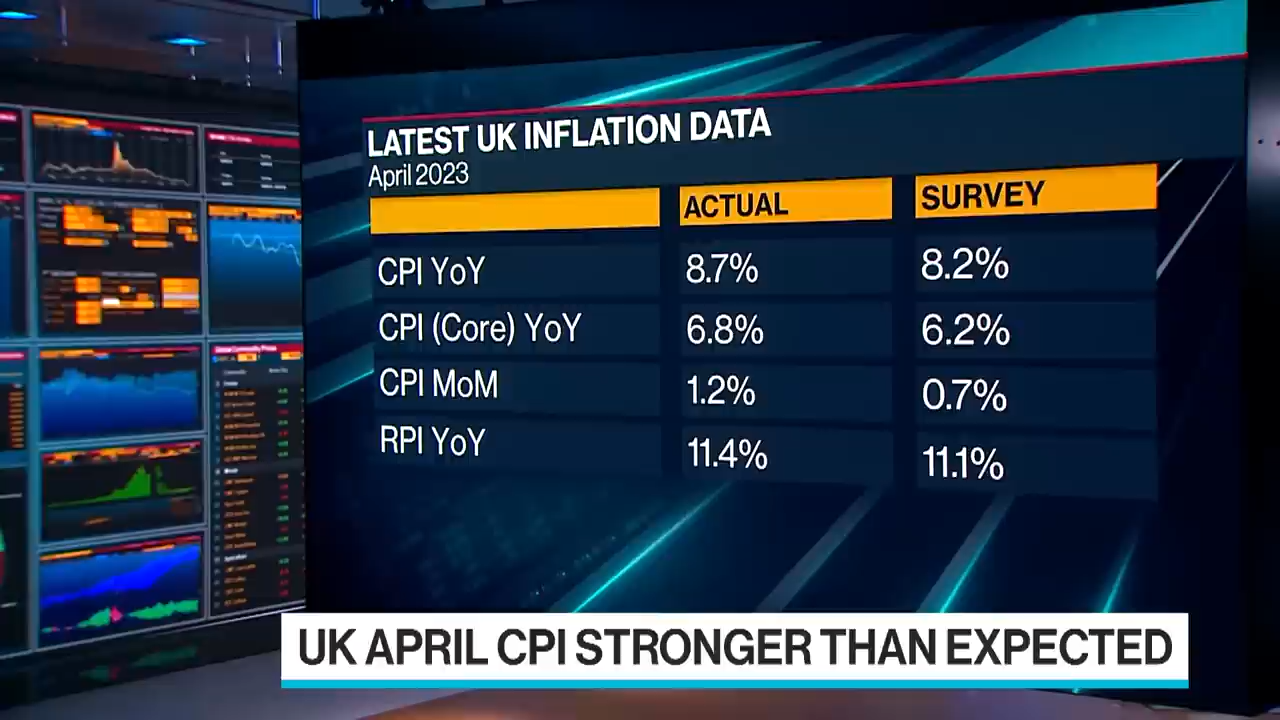 LATEST UK INFLATION DATA
April 2023
ACTUAL SURVEY
CPI YoY 8.7% 8.2%
CPI (Core) YoY 6.8% 6.2%
CPI MoM 1.2% 0.7%
RPI YoY 11.4% 11.1%
UK APRIL CPI STRONGER THAN EXPECTED